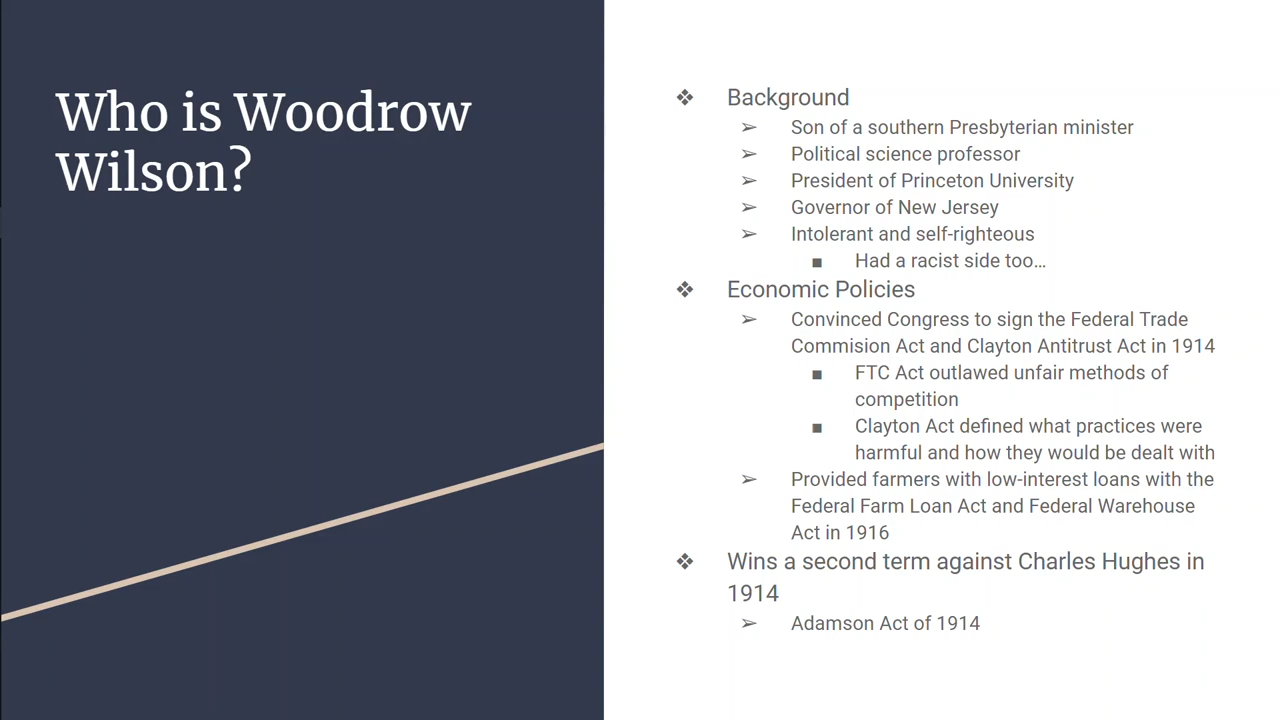 Who is Woodrow
Wilson?
❖ Background
➢ Son of a southern Presbyterian minister
➢ Political science professor
➢ President of Princeton University
➢ Governor of New Jersey
➢ Intolerant and self-righteous
■ Had a racist side too…
❖ Economic Policies
➢ Convinced Congress to sign the Federal Trade
Commision Act and Clayton Antitrust Act in 1914
■ FTC Act outlawed unfair methods of
competition
■ Clayton Act defined what practices were
harmful and how they would be dealt with
➢ Provided farmers with low-interest loans with the
Federal Farm Loan Act and Federal Warehouse
Act in 1916
❖ Wins a second term against Charles Hughes in
1914
➢ Adamson Act of 1914